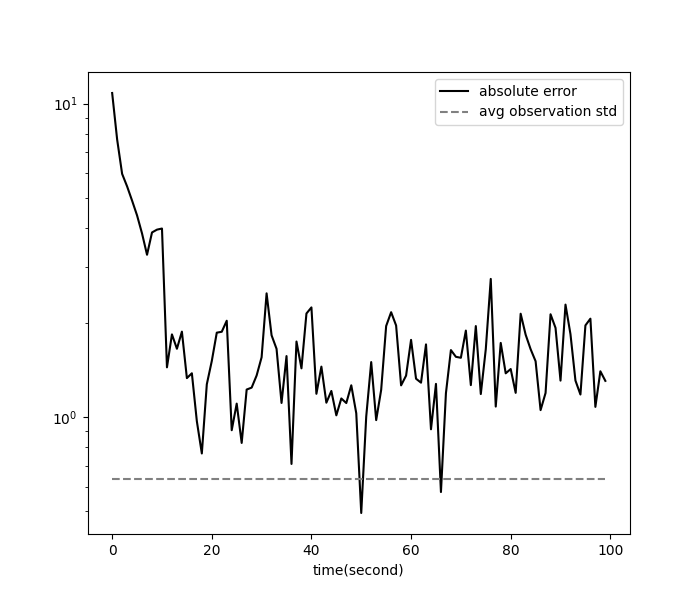 absolute error
avg observation std
10¹
10⁰
0 20 40 60 80 100
time(second)